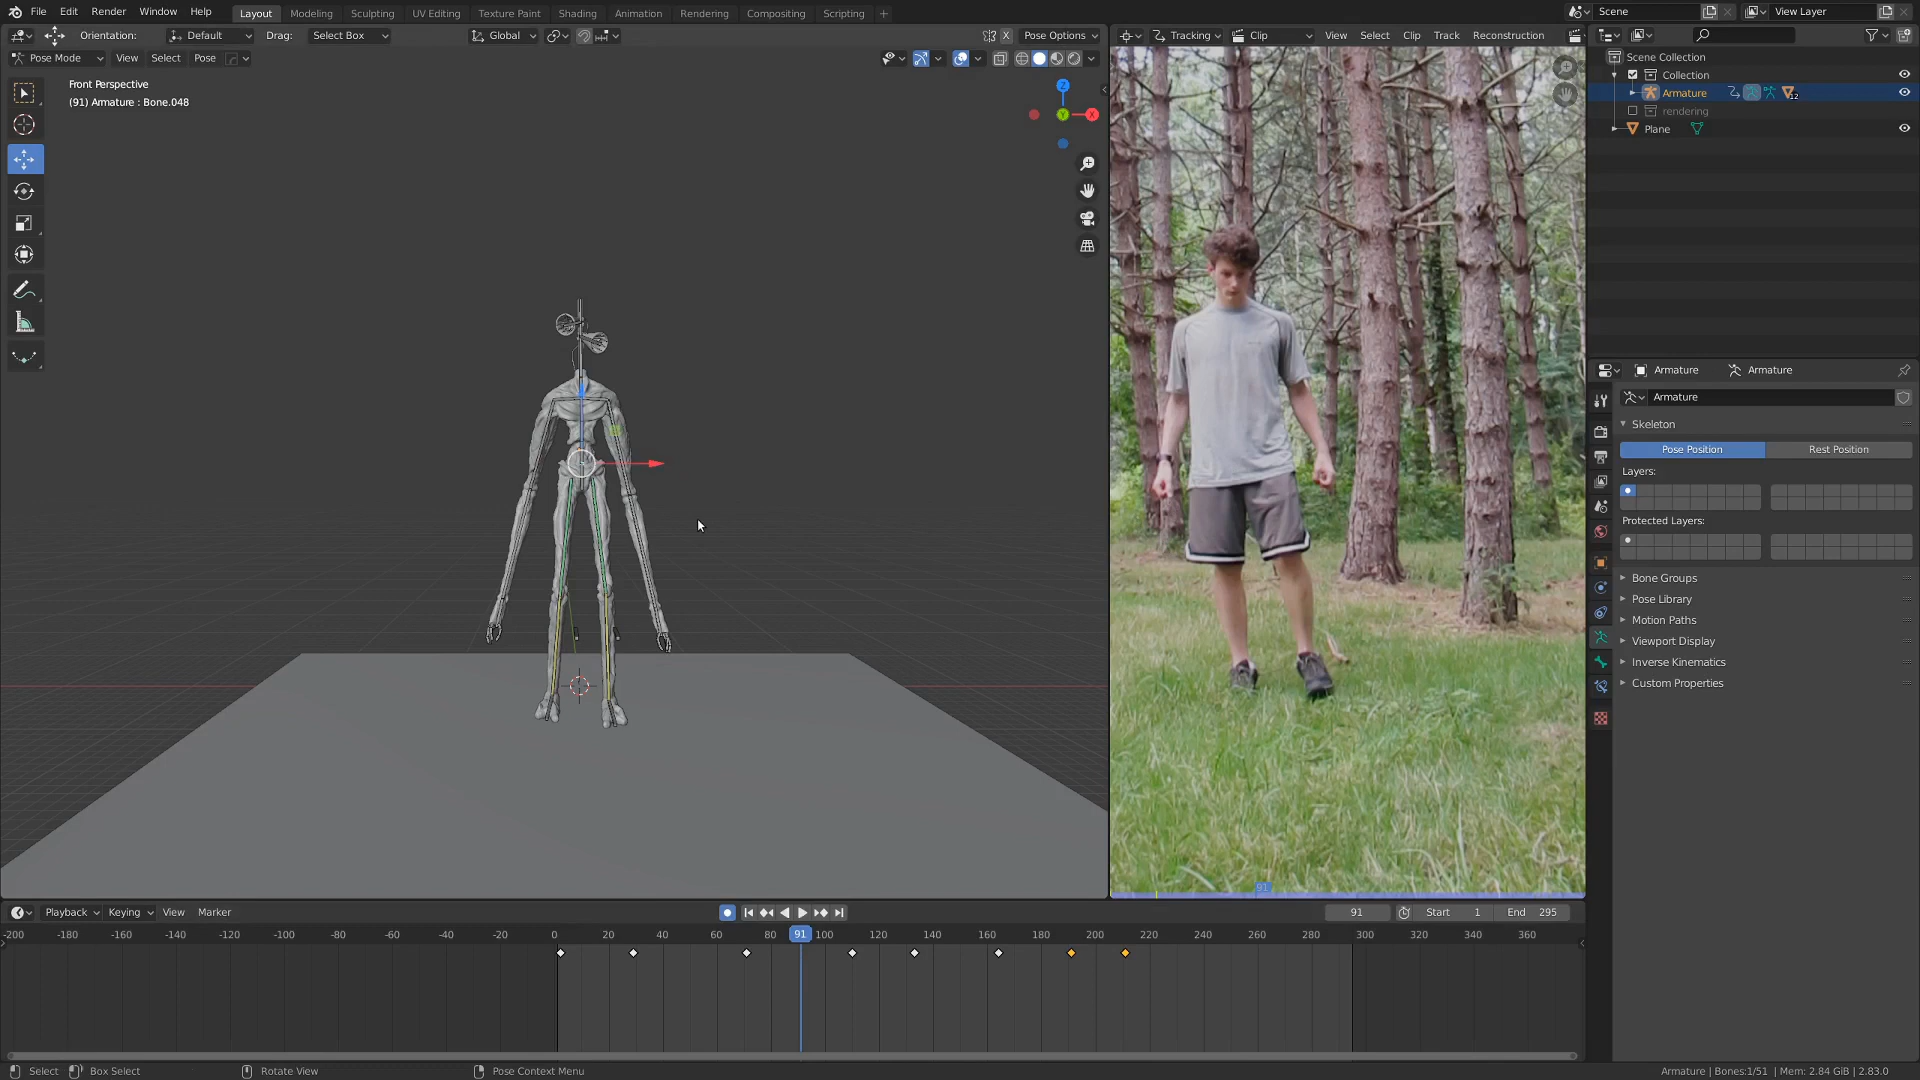 File Edit Render Window Help Layout Modeling Sculpting UV Editing Texture Paint Shading Animation Rendering Compositing Scripting + Scene View Layer
Orientation: Default Drag: Select Box Global X Pose Options Tracking Clip View Select Clip Track Reconstruction
Pose Mode View Select Pose
Front Perspective
(91) Armature : Bone.048
Z
Y
X
Scene Collection
Collection
Armature 12
rendering
Plane
Armature Armature
Armature
Skeleton
Pose Position Rest Position
Layers:
Protected Layers:
Bone Groups
Pose Library
Motion Paths
Viewport Display
Inverse Kinematics
Custom Properties
91
Playback Keying View Marker 91 Start 1 End 295
-200 -180 -160 -140 -120 -100 -80 -60 -40 -20 0 20 40 60 80 91 100 120 140 160 180 200 220 240 260 280 300 320 340 360
Select Box Select Rotate View Pose Context Menu Armature | Bones:1/51 | Mem: 2.84 GiB | 2.83.0